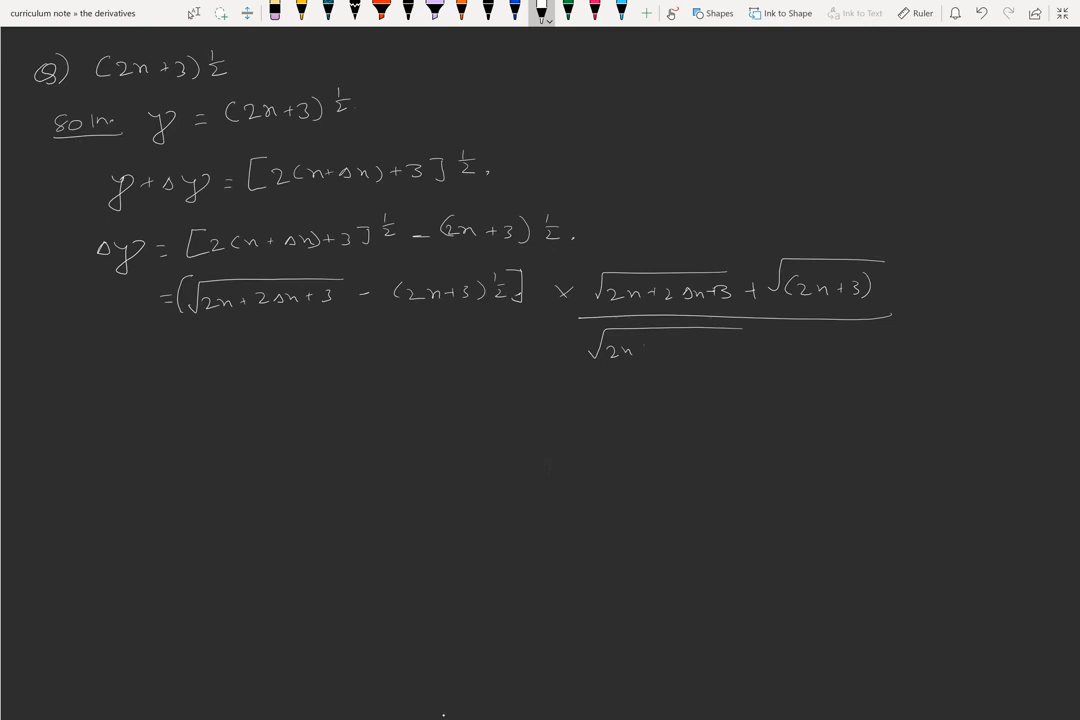 curriculum note » the derivatives
Shapes Ink to Shape Ink to Text Ruler
Q) (2x+3)^1/2
Soln. y = (2x+3)^1/2.
y+Δy = [2(x+Δx)+3]^1/2.
Δy = [2(x+Δx)+3]^1/2 - (2x+3)^1/2.
= (√2x+2Δx+3 - (2x+3)^1/2] × √2x+2Δx+3 + √(2x+3)
√2x